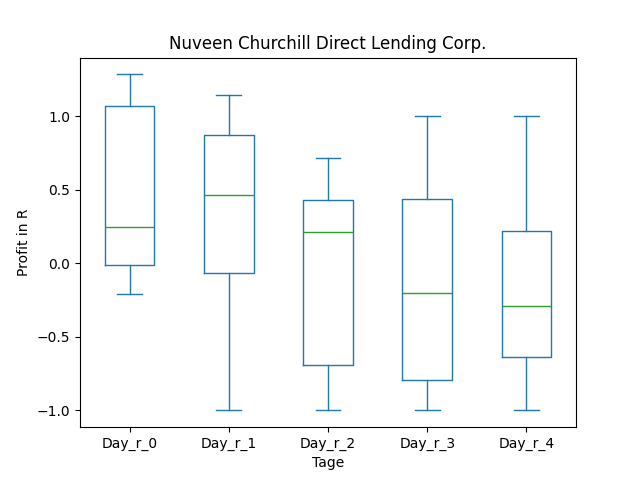 Nuveen Churchill Direct Lending Corp.
Profit in R
1.0
0.5
0.0
−0.5
−1.0
Day_r_0 Day_r_1 Day_r_2 Day_r_3 Day_r_4
Tage